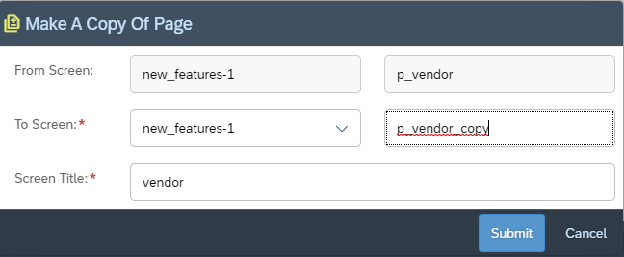 Make A Copy Of Page
From Screen: new_features-1 p_vendor
To Screen:* new_features-1 p_vendor_copy
Screen Title:* vendor
Submit Cancel